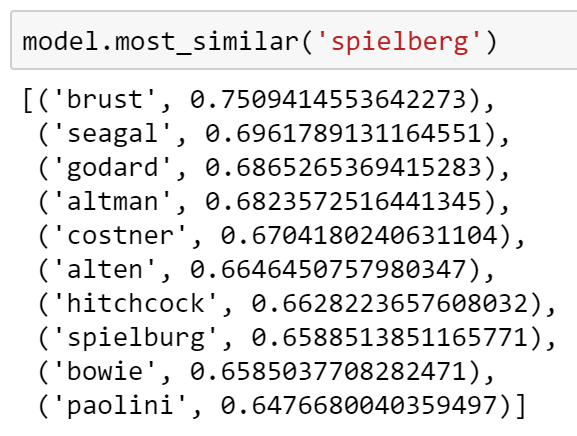 model.most_similar('spielberg')
[('brust', 0.7509414553642273),
('seagal', 0.6961789131164551),
('godard', 0.6865265369415283),
('altman', 0.6823572516441345),
('costner', 0.6704180240631104),
('alten', 0.6646450757980347),
('hitchcock', 0.6628223657608032),
('spielburg', 0.6588513851165771),
('bowie', 0.6585037708282471),
('paolini', 0.6476680040359497)]